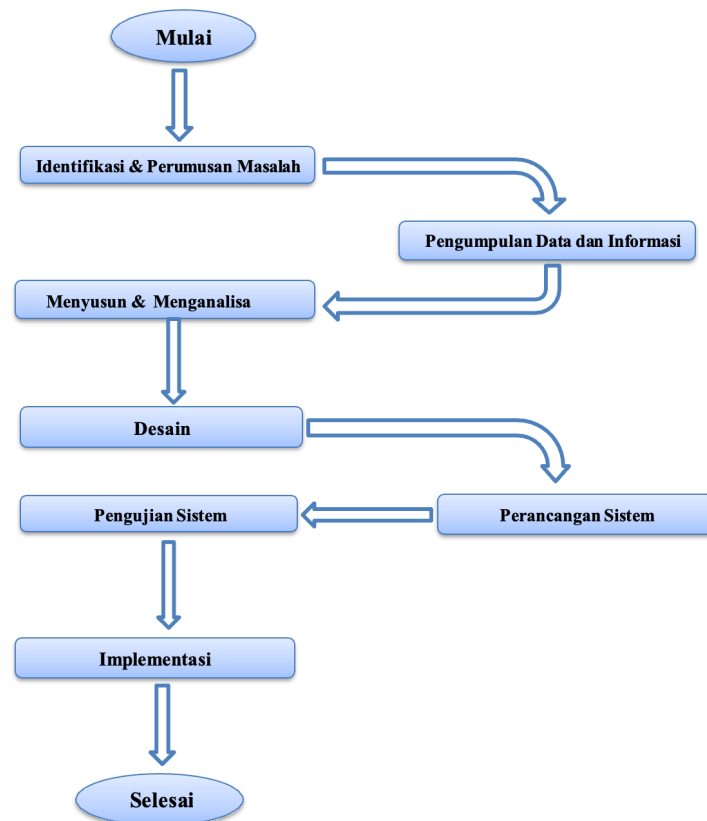 Mulai
Identifikasi & Perumusan Masalah
Pengumpulan Data dan Informasi
Menyusun & Menganalisa
Desain
Perancangan Sistem
Pengujian Sistem
Implementasi
Selesai